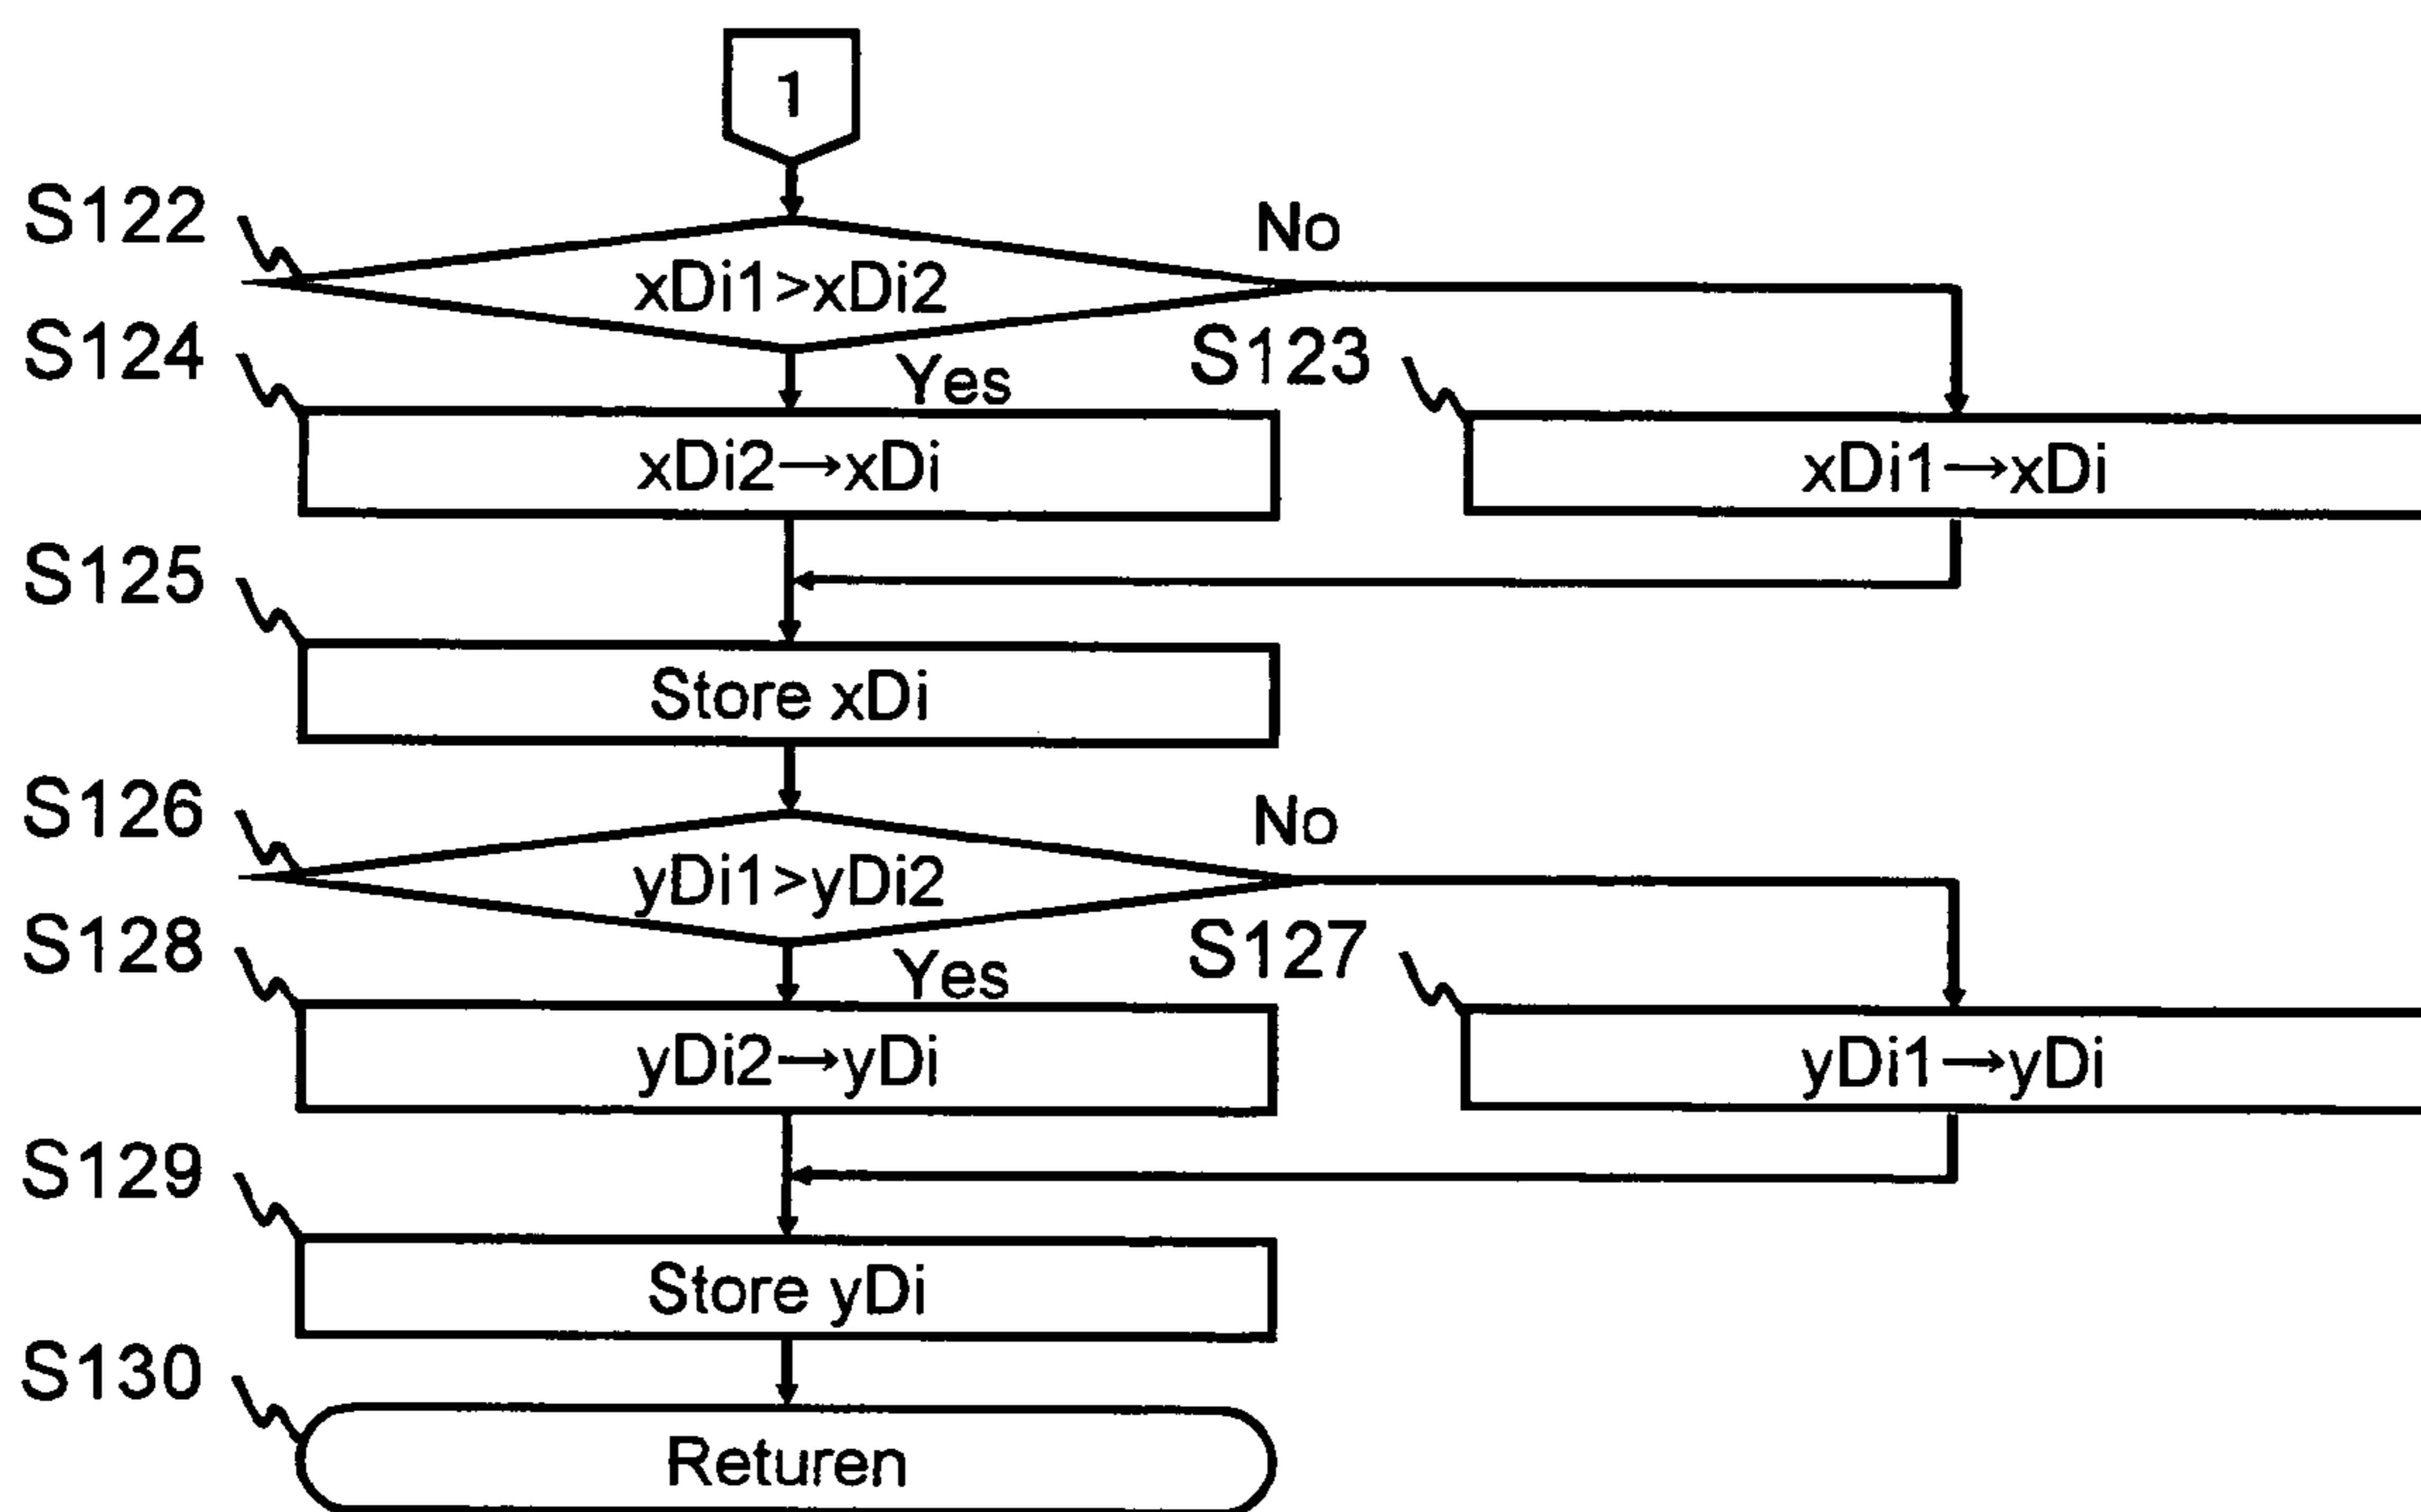 1
S122
xDi1>xDi2
No
S124
Yes
S123
xDi2→xDi
xDi1→xDi
S125
Store xDi
S126
yDi1>yDi2
No
S128
Yes
S127
yDi2→yDi
yDi1→yDi
S129
Store yDi
S130
Returen